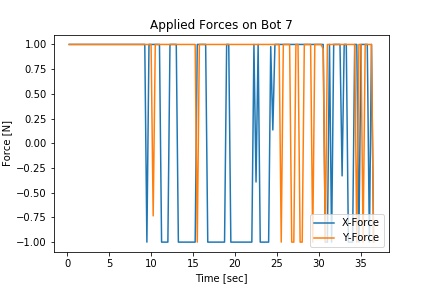 Applied Forces on Bot 7
Force [N]
1.00
0.75
0.50
0.25
0.00
−0.25
−0.50
−0.75
−1.00
X-Force
Y-Force
0 5 10 15 20 25 30 35
Time [sec]